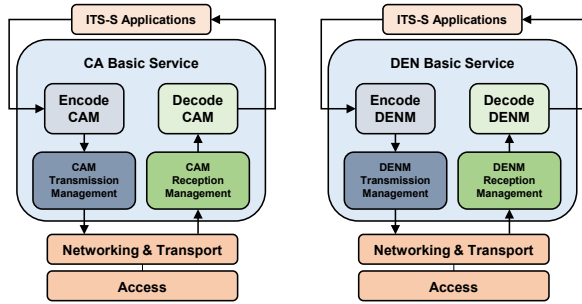 ITS-S Applications
CA Basic Service
Encode
CAM
Decode
CAM
CAM
Transmission
Management
CAM
Reception
Management
Networking & Transport
Access
ITS-S Applications
DEN Basic Service
Encode
DENM
Decode
DENM
DENM
Transmission
Management
DENM
Reception
Management
Networking & Transport
Access